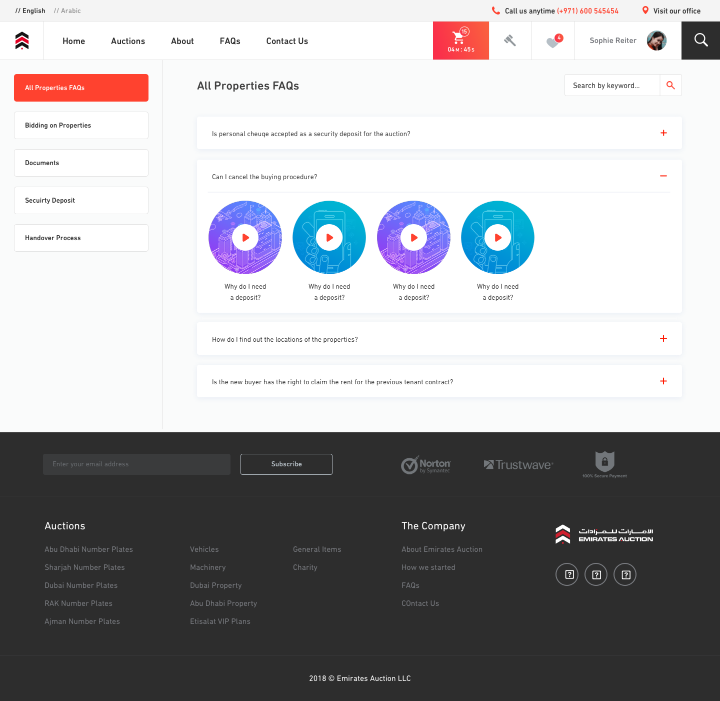 // English // Arabic
Call us anytime (+971) 600 545454
Visit our office
Home
Auctions
About
FAQs
Contact Us
04M : 45s
4
Sophie Reiter
All Properties FAQs
Bidding on Properties
Documents
Secuirty Deposit
Handover Process
All Properties FAQs
Search by keyword...
Is personal cheuqe accepted as a security deposit for the auction?
Can I cancel the buying procedure?
Why do I need
a deposit?
Why do I need
a deposit?
Why do I need
a deposit?
Why do I need
a deposit?
How do I find out the locations of the properties?
Is the new buyer has the right to claim the rent for the previous tenant contract?
Enter your email address
Subscribe
Norton
by Symantec
Trustwave
100% Secure Payment
Auctions
Abu Dhabi Number Plates
Sharjah Number Plates
Dubai Number Plates
RAK Number Plates
Ajman Number Plates
Vehicles
Machinery
Dubai Property
Abu Dhabi Property
Etisalat VIP Plans
General Items
Charity
The Company
About Emirates Auction
How we started
FAQs
COntact Us
الامارات للمزادات
EMIRATES AUCTION
2018 © Emirates Auction LLC